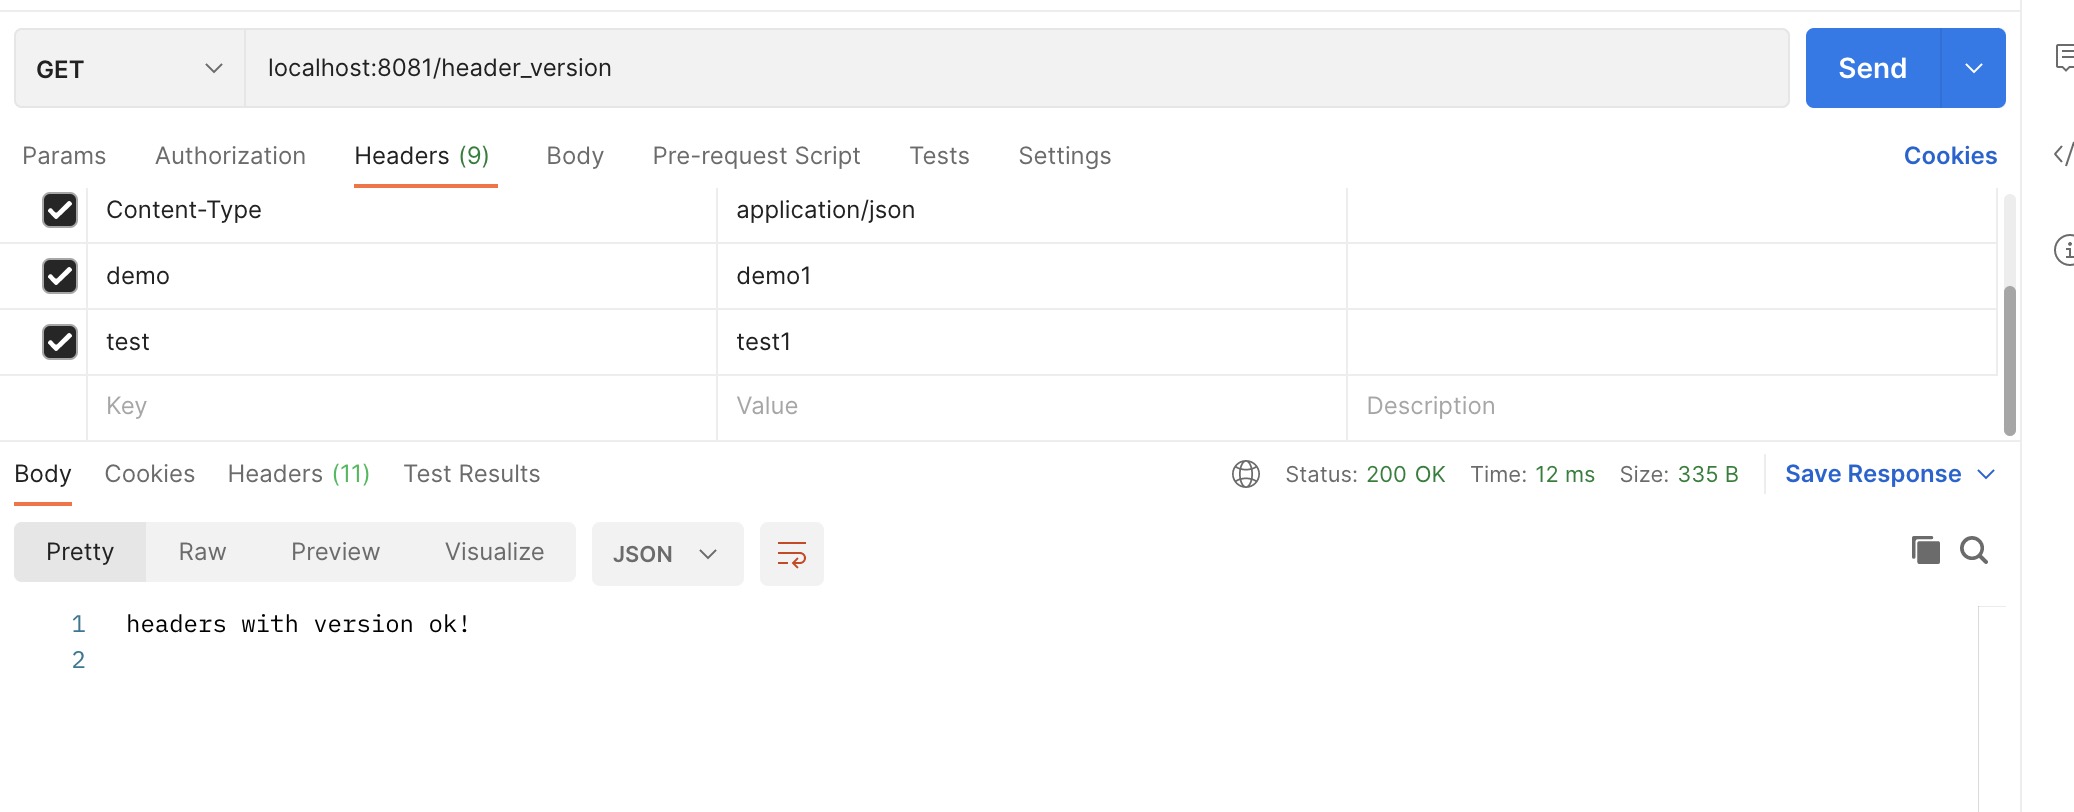 GET localhost:8081/header_version Send
Params Authorization Headers (9) Body Pre-request Script Tests Settings Cookies
Content-Type application/json
demo demo1
test test1
Key Value Description
Body Cookies Headers (11) Test Results Status: 200 OK Time: 12 ms Size: 335 B Save Response
Pretty Raw Preview Visualize JSON
1 headers with version ok!
2